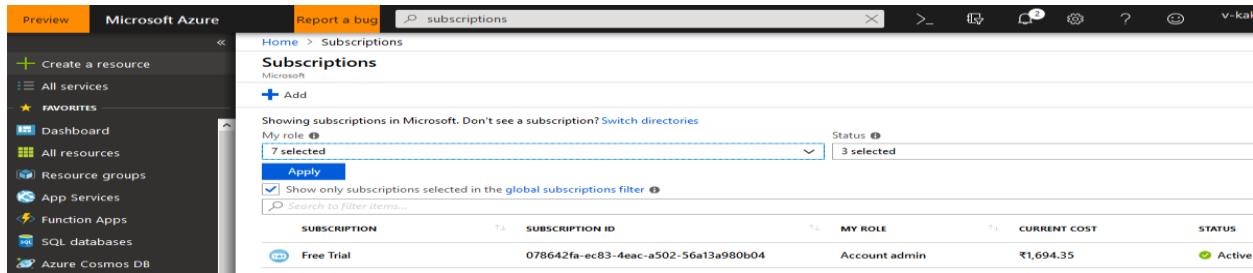 Preview Microsoft Azure Report a bug subscriptions >_ 2 ? v-kak
«
Home > Subscriptions
Create a resource
Subscriptions
Microsoft
All services
Add
FAVORITES
Showing subscriptions in Microsoft. Don't see a subscription? Switch directories
Dashboard
My role Status
All resources
7 selected 3 selected
Resource groups
Apply
Show only subscriptions selected in the global subscriptions filter
App Services
Search to filter items...
Function Apps
SUBSCRIPTION SUBSCRIPTION ID MY ROLE CURRENT COST STATUS
SQL databases
Free Trial 078642fa-ec83-4eac-a502-56a13a980b04 Account admin ₹1,694.35 Active
Azure Cosmos DB